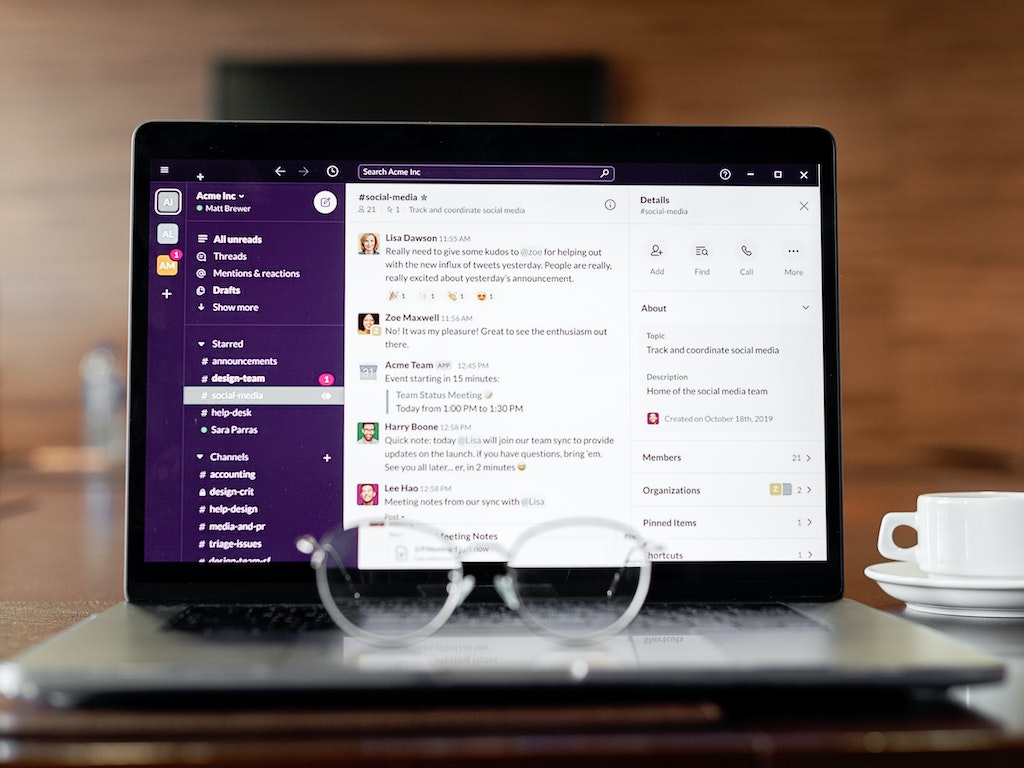 Search Acme Inc
AI
AL
AM
1
Acme Inc
Matt Brewer
All unreads
Threads
Mentions & reactions
Drafts
Show more
Starred
# announcements
# design-team 1
# social-media
# help-desk
Sara Parras
Channels +
# accounting
design-crit
# help-design
# media-and-pr
# triage-issues
#social-media
21 1 Track and coordinate social media
Lisa Dawson 11:55 AM
Really need to give some kudos to @zoe for helping out
with the new influx of tweets yesterday. People are really,
really excited about yesterday's announcement.
1 1 1 1
Zoe Maxwell 11:56 AM
No! It was my pleasure! Great to see the enthusiasm out
there.
31
Acme Team APP 12:45 PM
Event starting in 15 minutes:
Team Status Meeting
Today from 1:00 PM to 1:30 PM
Harry Boone 12:58 PM
Quick note: today @Lisa will join our team sync to provide
updates on the launch. if you have questions, bring 'em.
See you all later... er, in 2 minutes
Lee Hao 12:58 PM
Meeting notes from our sync with @Lisa
Post
Meeting Notes
just now
Details
#social-media
Add
Find
Call
More
About
Topic
Track and coordinate social media
Description
Home of the social media team
Created on October 18th, 2019
Members 21
Organizations Z 2
Pinned Items 1
Shortcuts 1